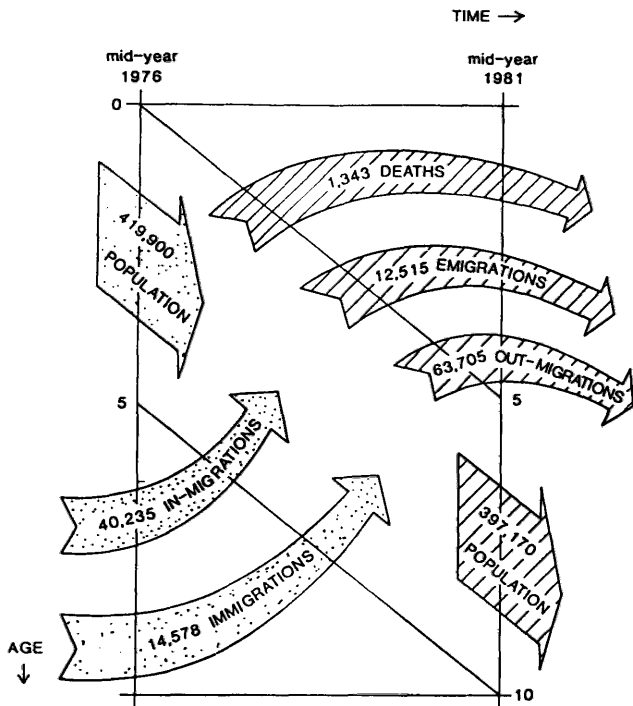 TIME →
mid-year
1976
mid-year
1981
0
1,343 DEATHS
419,900
POPULATION
12,515 EMIGRATIONS
63,705 OUT-MIGRATIONS
5
5
40,235 IN-MIGRATIONS
397,170
POPULATION
14,578 IMMIGRATIONS
AGE
↓
10